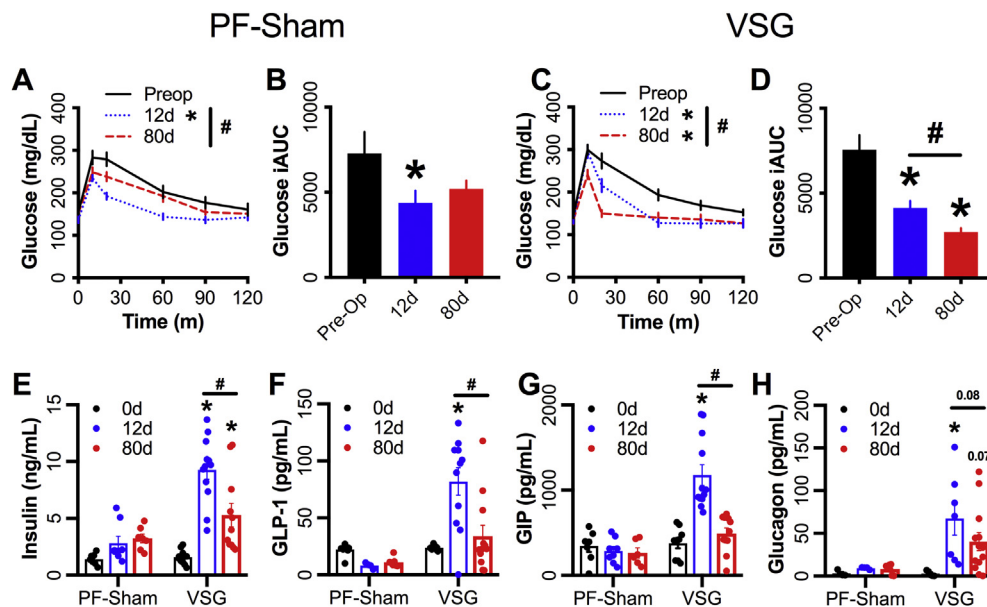 PF-Sham
VSG
A
Glucose (mg/dL)
400
300
200
100
0
Preop
12d *
80d
#
0 30 60 90 120
Time (m)
B
Glucose iAUC
10000
5000
0
*
Pre-Op
12d
80d
C
Glucose (mg/dL)
400
300
200
100
0
Preop
12d *
80d *
#
0 30 60 90 120
Time (m)
D
Glucose iAUC
10000
5000
0
#
*
*
Pre-Op
12d
80d
E
Insulin (ng/mL)
15
10
5
0
0d
12d
80d
#
*
*
PF-Sham VSG
F
GLP-1 (pg/mL)
150
100
50
0
0d
12d
80d
#
*
PF-Sham VSG
G
GIP (pg/mL)
2000
1000
0
0d
12d
80d
#
*
PF-Sham VSG
H
Glucagon (pg/mL)
200
150
100
50
0
0d
12d
80d
0.08
*
0.07
PF-Sham VSG